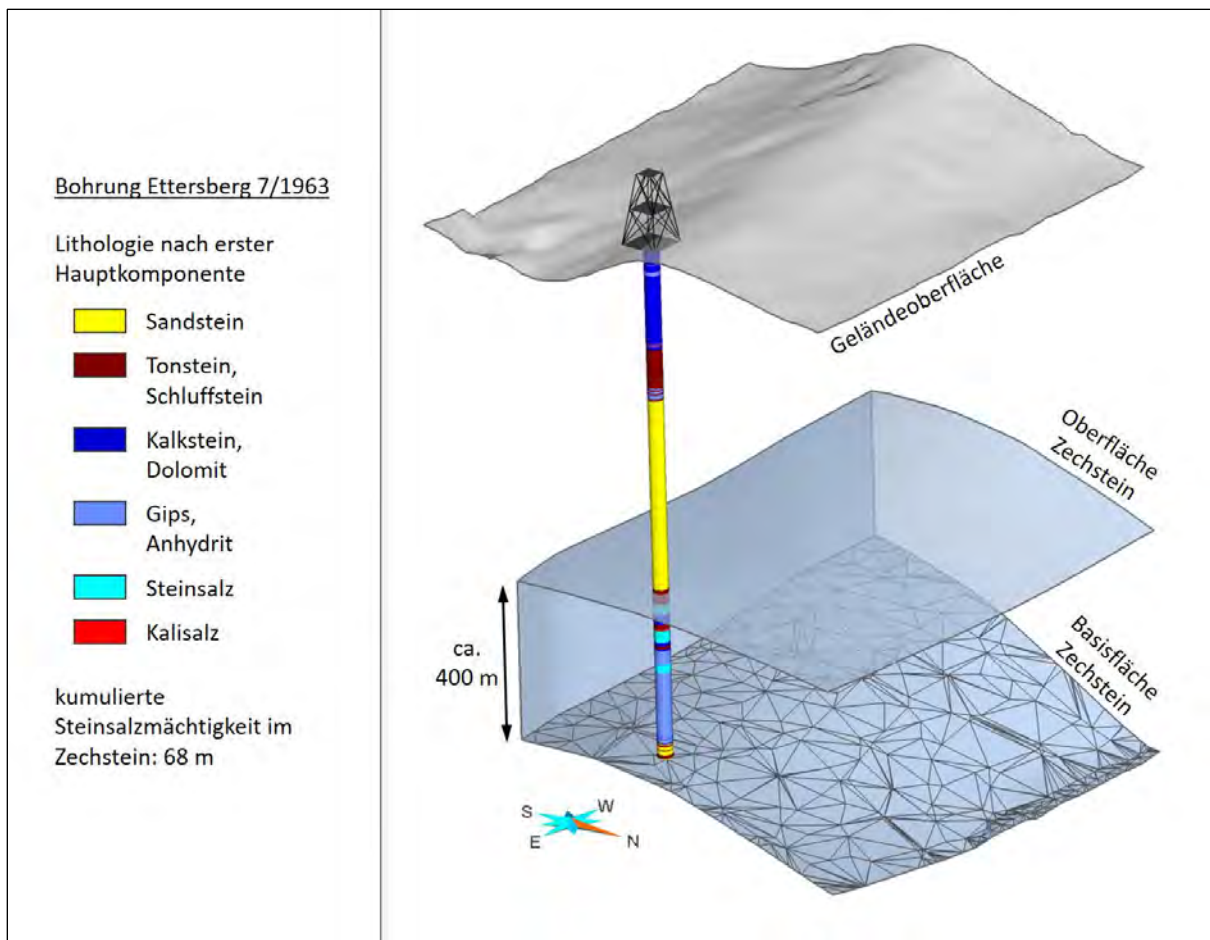 Bohrung Ettersberg 7/1963
Lithologie nach erster
Hauptkomponente
Sandstein
Tonstein,
Schluffstein
Kalkstein,
Dolomit
Gips,
Anhydrit
Steinsalz
Kalisalz
kumulierte
Steinsalzmächtigkeit im
Zechstein: 68 m
Geländeoberfläche
Oberfläche
Zechstein
Basisfläche
Zechstein
ca.
400 m
S
W
E
N